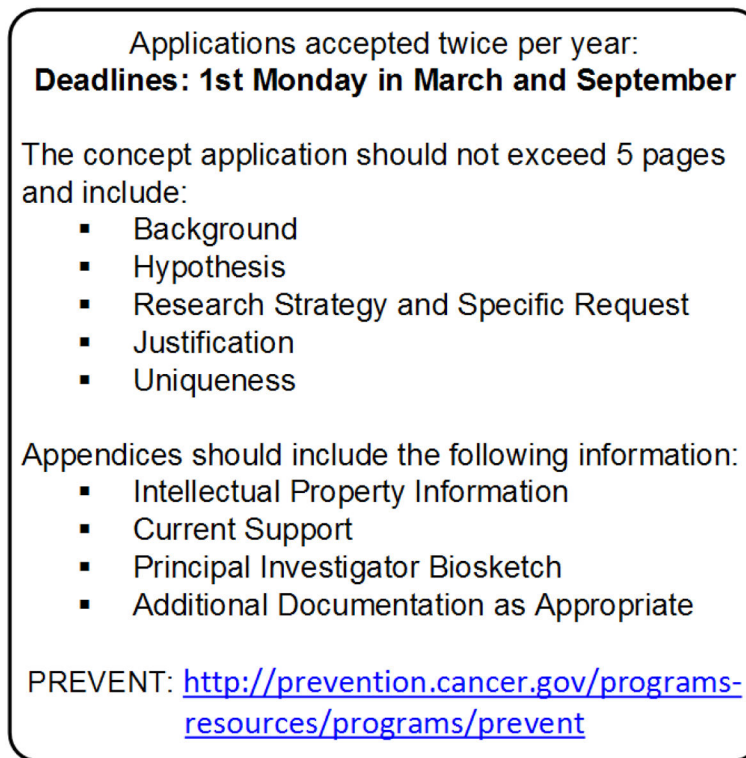 Applications accepted twice per year:
Deadlines: 1st Monday in March and September
The concept application should not exceed 5 pages
and include:
▪ Background
▪ Hypothesis
▪ Research Strategy and Specific Request
▪ Justification
▪ Uniqueness
Appendices should include the following information:
▪ Intellectual Property Information
▪ Current Support
▪ Principal Investigator Biosketch
▪ Additional Documentation as Appropriate
PREVENT: http://prevention.cancer.gov/programs-
resources/programs/prevent